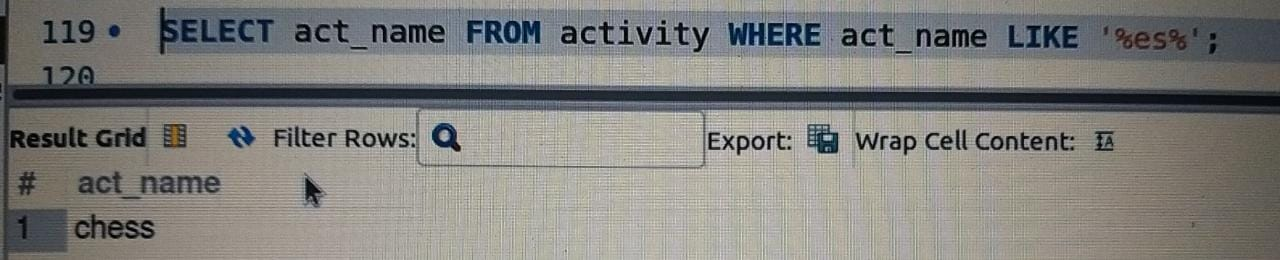 119 SELECT act_name FROM activity WHERE act_name LIKE '%es%';
120
Result Grid Filter Rows: Export: Wrap Cell Content:
# act_name
1 chess